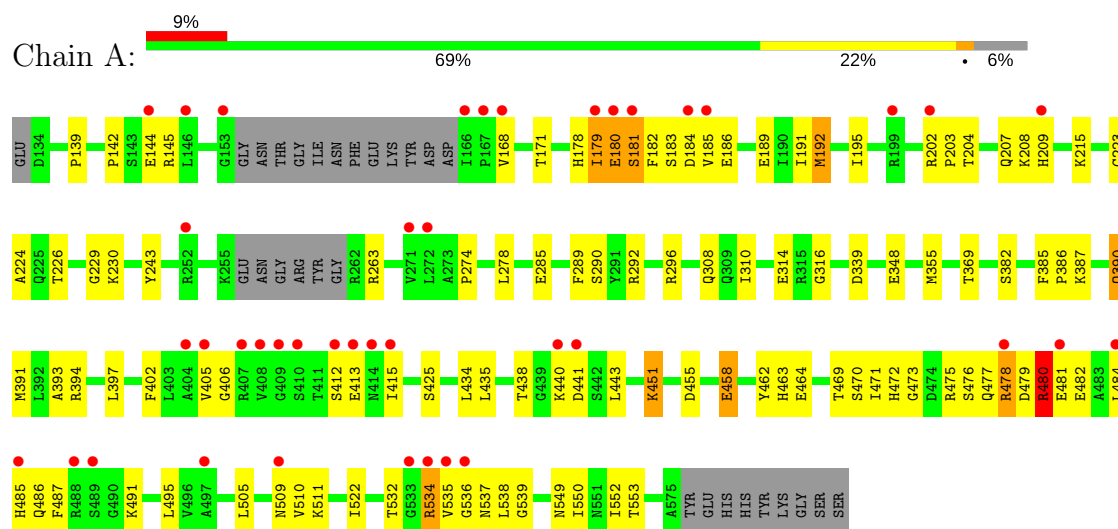 9%
Chain A:
69% 22% • 6%
GLU D134 P139 P142 S143 E144 R145 L146 G153 GLY ASN THR GLY ILE ASN PHE GLU LYS TYR ASP ASP I166 P167 V168 T171 H178 I179 E180 S181 F182 S183 D184 V185 E186 E189 I190 I191 M192 I195 R199 R202 P203 T204 Q207 K208 H209 K215
A224 Q225 T226 G229 K230 Y243 R252 K255 GLU ASN GLY ARG TYR GLY R262 R263 V271 L272 A273 P274 L278 E285 F289 S290 Y291 R292 R296 Q308 Q309 I310 E314 R315 G316 D339 E348 M355 T369 S382 F385 P386 K387
M391 L392 A393 R394 L397 F402 L403 A404 V405 G406 R407 V408 G409 S410 T411 S412 E413 N414 I415 S425 L434 L435 T438 G439 K440 D441 S442 L443 K451 D455 E458 Y462 H463 E464 T469 S470 I471 H472 G473 D474 R475 S476 Q477 R478 D479 R480 E481 E482 A483 L484
H485 Q486 F487 R488 S489 G490 K491 L495 V496 A497 L505 N509 V510 K511 I522 T532 G533 R534 V535 G536 N537 L538 G539 N549 I550 N551 I552 T553 A575 TYR GLU HIS HIS TYR LYS GLY SER SER